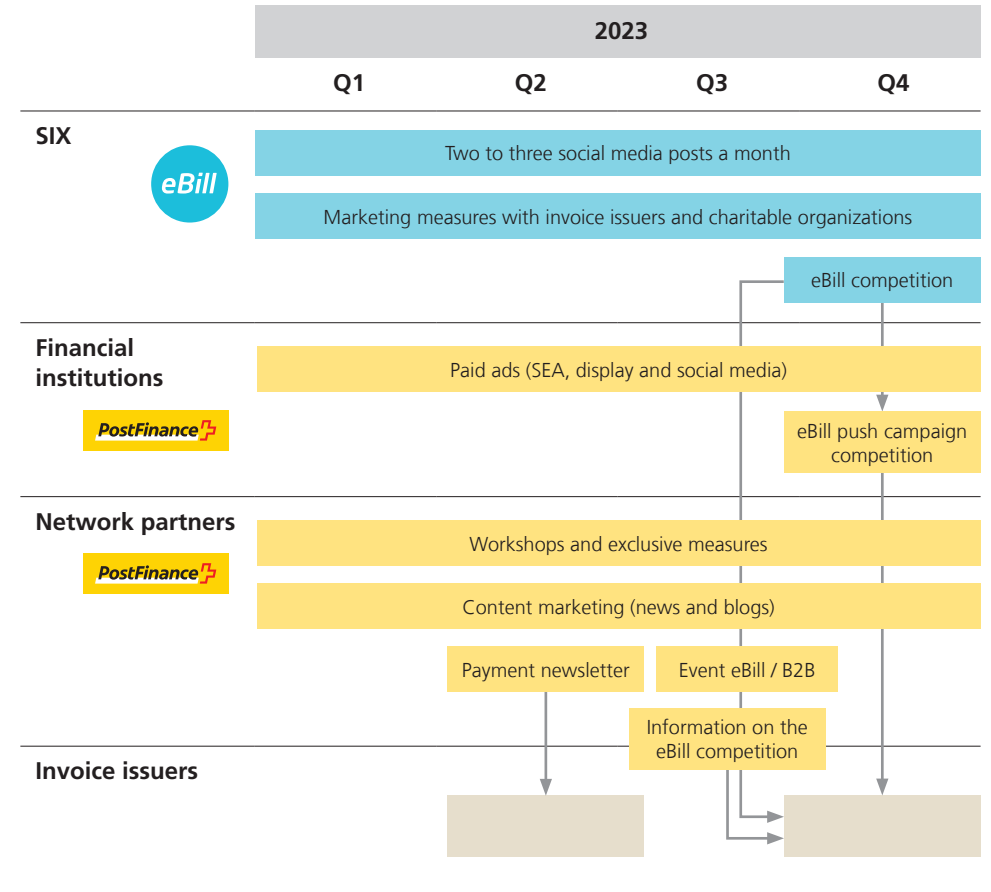 2023
Q1 Q2 Q3 Q4
SIX
eBill
Two to three social media posts a month
Marketing measures with invoice issuers and charitable organizations
eBill competition
Financial
institutions
PostFinance
Paid ads (SEA, display and social media)
eBill push campaign
competition
Network partners
PostFinance
Workshops and exclusive measures
Content marketing (news and blogs)
Payment newsletter
Event eBill / B2B
Information on the
eBill competition
Invoice issuers